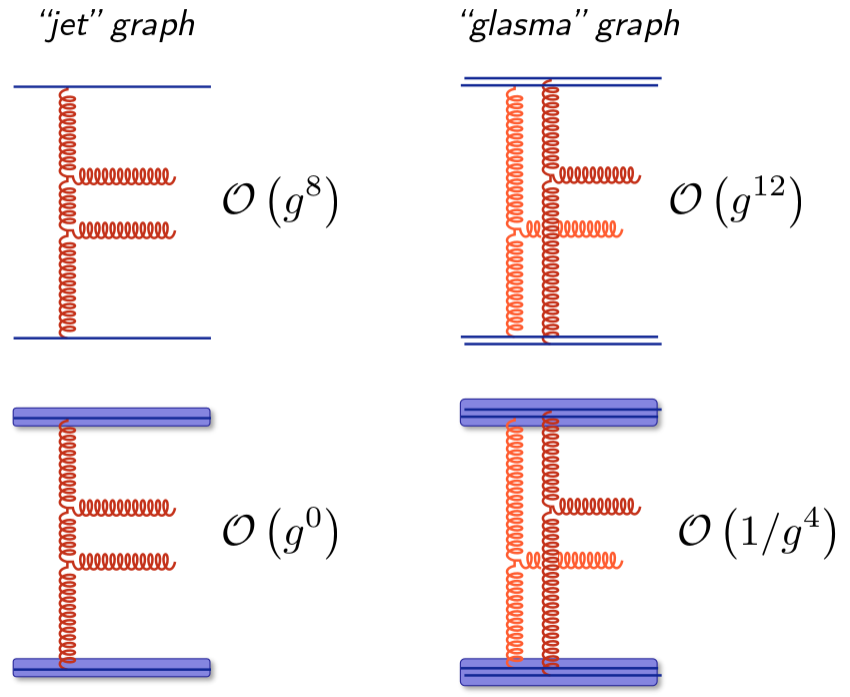 “jet” graph
“glasma” graph
𝒪 (g⁸)
𝒪 (g¹²)
𝒪 (g⁰)
𝒪 (1/g⁴)